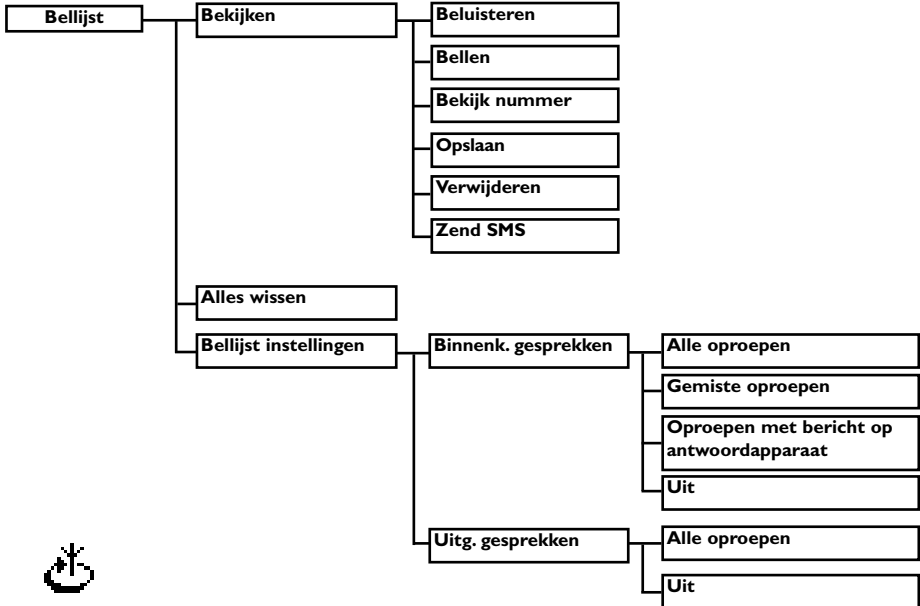 Bellijst
Bekijken
Beluisteren
Bellen
Bekijk nummer
Opslaan
Verwijderen
Zend SMS
Alles wissen
Bellijst instellingen
Binnenk. gesprekken
Alle oproepen
Gemiste oproepen
Oproepen met bericht op
antwoordapparaat
Uit
Uitg. gesprekken
Alle oproepen
Uit